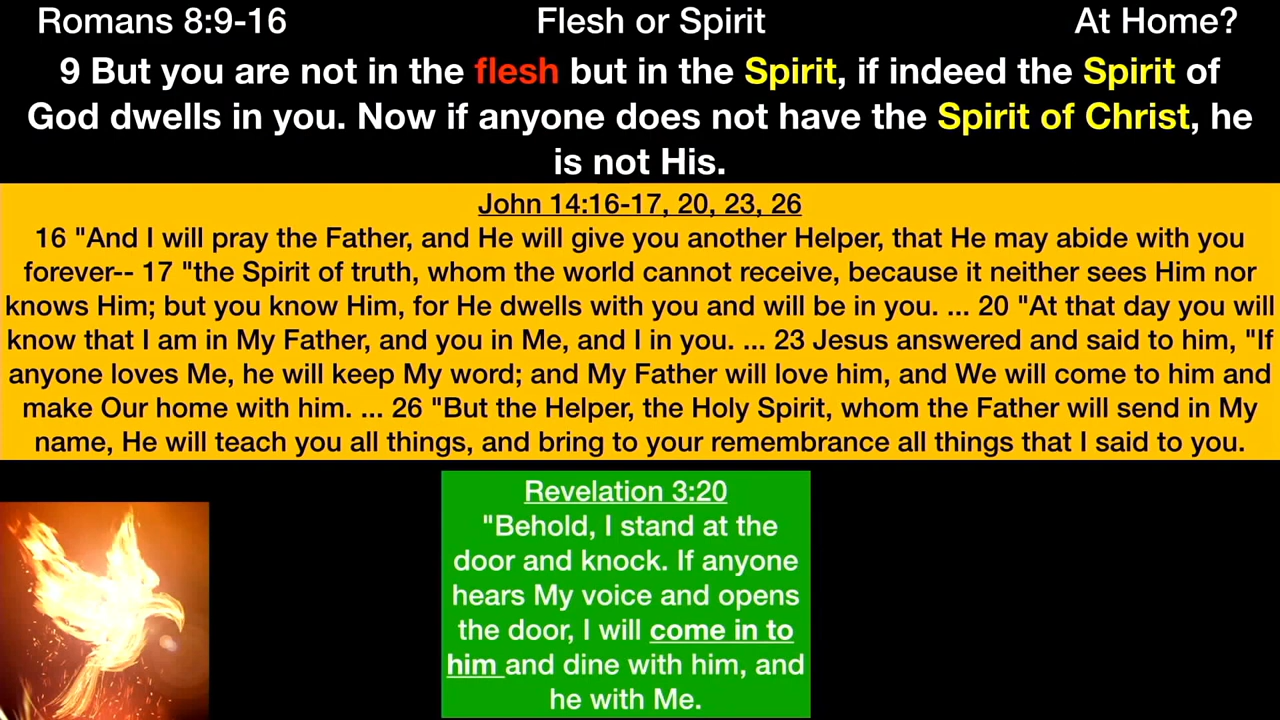 Romans 8:9-16 Flesh or Spirit At Home?
9 But you are not in the flesh but in the Spirit, if indeed the Spirit of
God dwells in you. Now if anyone does not have the Spirit of Christ, he
is not His.
John 14:16-17, 20, 23, 26
16 "And I will pray the Father, and He will give you another Helper, that He may abide with you
forever-- 17 "the Spirit of truth, whom the world cannot receive, because it neither sees Him nor
knows Him; but you know Him, for He dwells with you and will be in you. ... 20 "At that day you will
know that I am in My Father, and you in Me, and I in you. ... 23 Jesus answered and said to him, "If
anyone loves Me, he will keep My word; and My Father will love him, and We will come to him and
make Our home with him. ... 26 "But the Helper, the Holy Spirit, whom the Father will send in My
name, He will teach you all things, and bring to your remembrance all things that I said to you.
Revelation 3:20
"Behold, I stand at the
door and knock. If anyone
hears My voice and opens
the door, I will come in to
him and dine with him, and
he with Me.